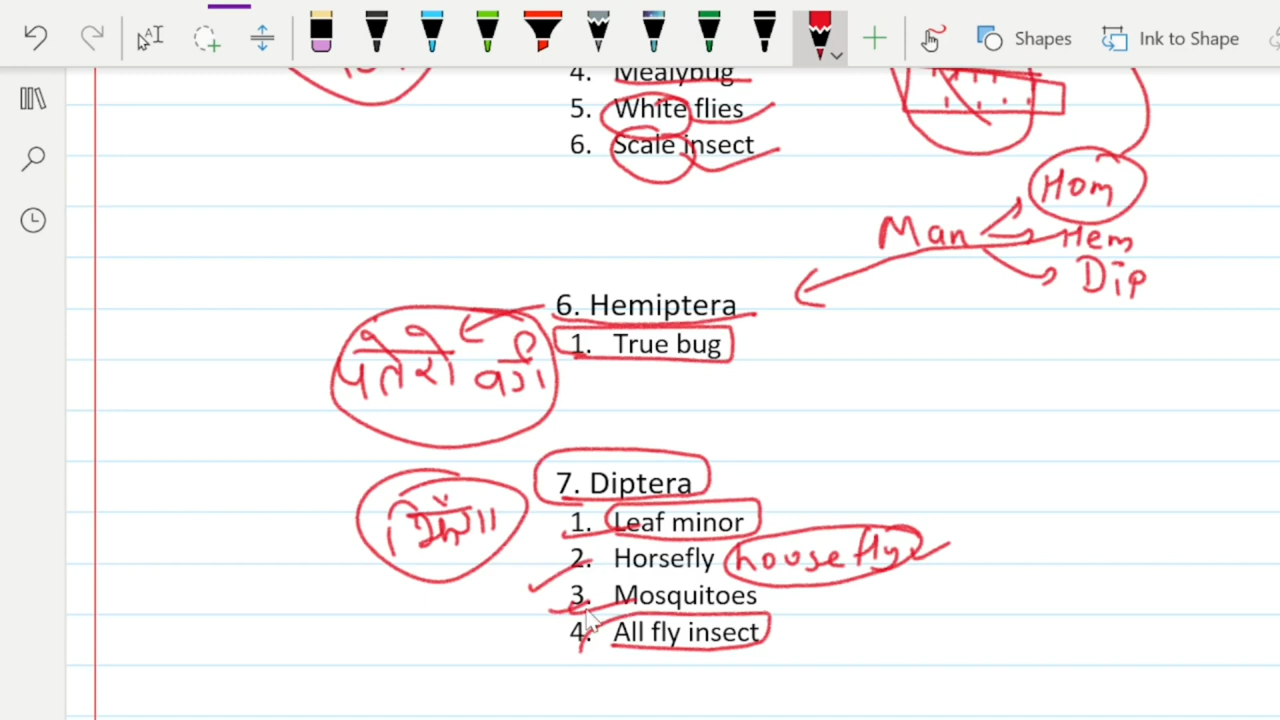 Shapes
Ink to Shape
4. Mealybug
5. White flies
6. Scale insect
Hom
Man
Hem
Dip
6. Hemiptera
1. True bug
7. Diptera
1. Leaf minor
2. Horsefly housefly
3. Mosquitoes
4. All fly insect